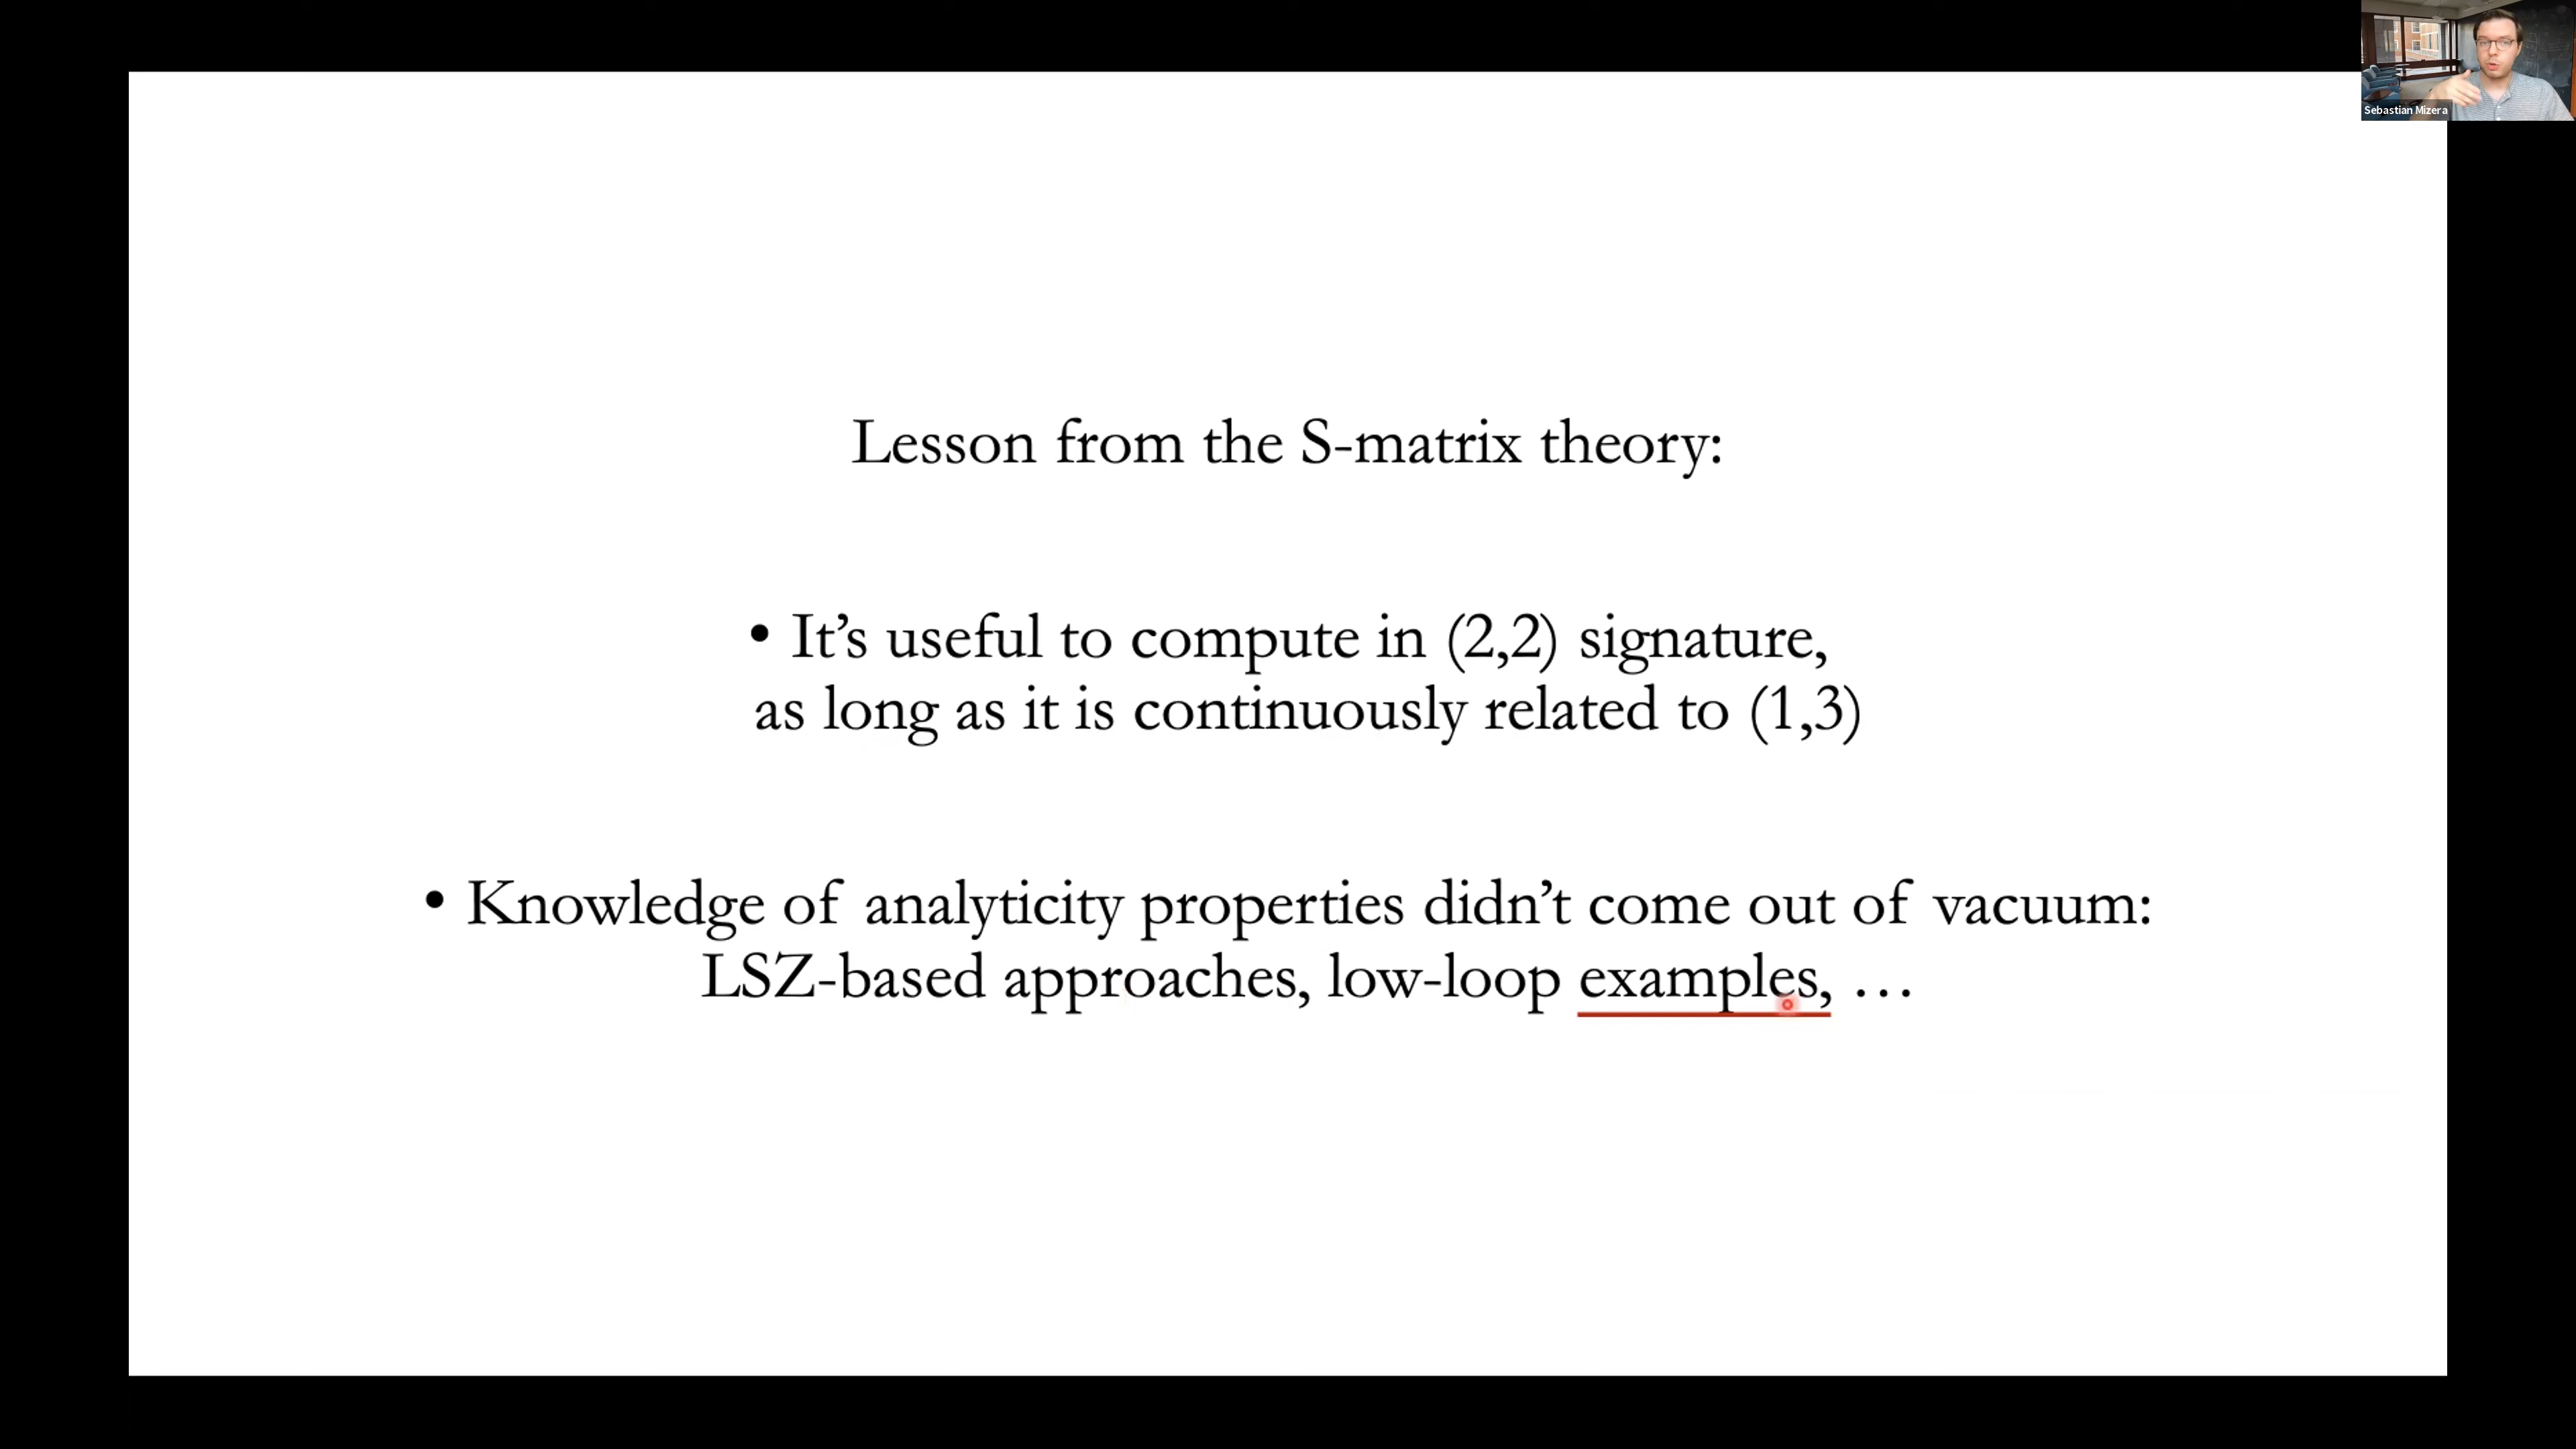 Sebastian Mizera
Lesson from the S-matrix theory:
• It’s useful to compute in (2,2) signature,
as long as it is continuously related to (1,3)
• Knowledge of analyticity properties didn’t come out of vacuum:
LSZ-based approaches, low-loop examples, …